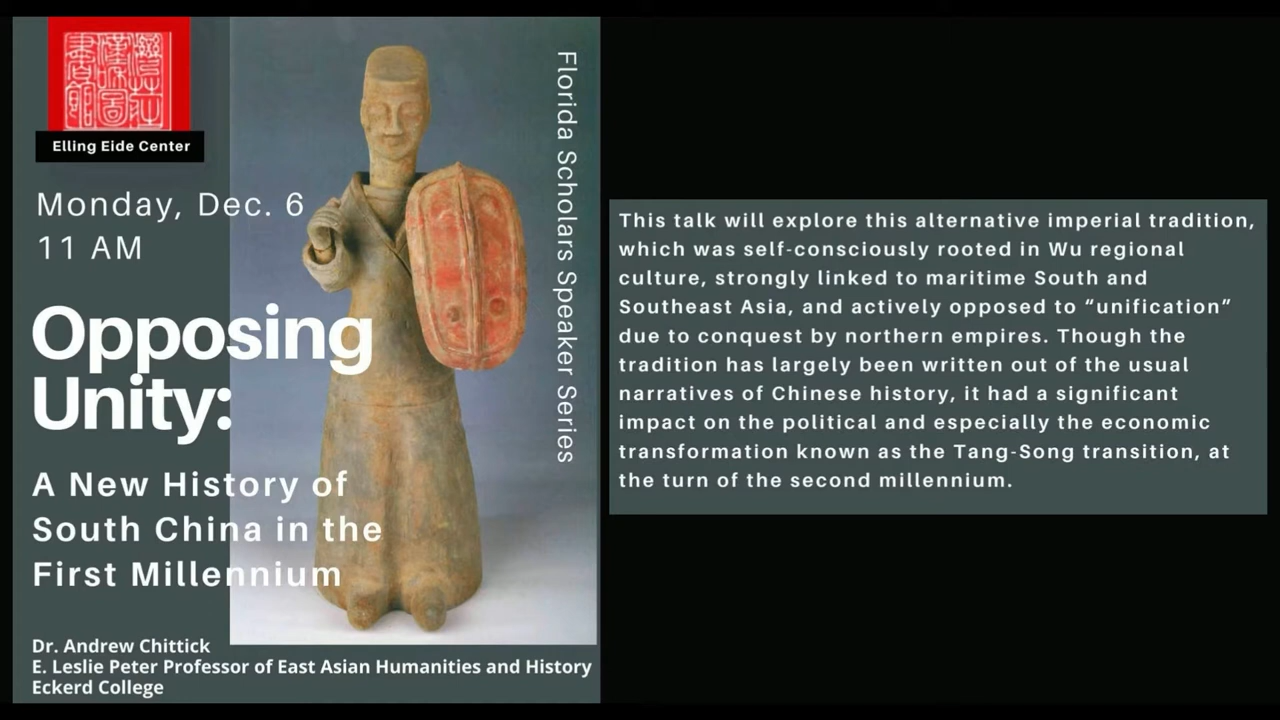 Elling Eide Center
Monday, Dec. 6
11 AM
Opposing
Unity:
A New History of
South China in the
First Millennium
Dr. Andrew Chittick
E. Leslie Peter Professor of East Asian Humanities and History
Eckerd College
Florida Scholars Speaker Series
This talk will explore this alternative imperial tradition,
which was self-consciously rooted in Wu regional
culture, strongly linked to maritime South and
Southeast Asia, and actively opposed to “unification”
due to conquest by northern empires. Though the
tradition has largely been written out of the usual
narratives of Chinese history, it had a significant
impact on the political and especially the economic
transformation known as the Tang-Song transition, at
the turn of the second millennium.